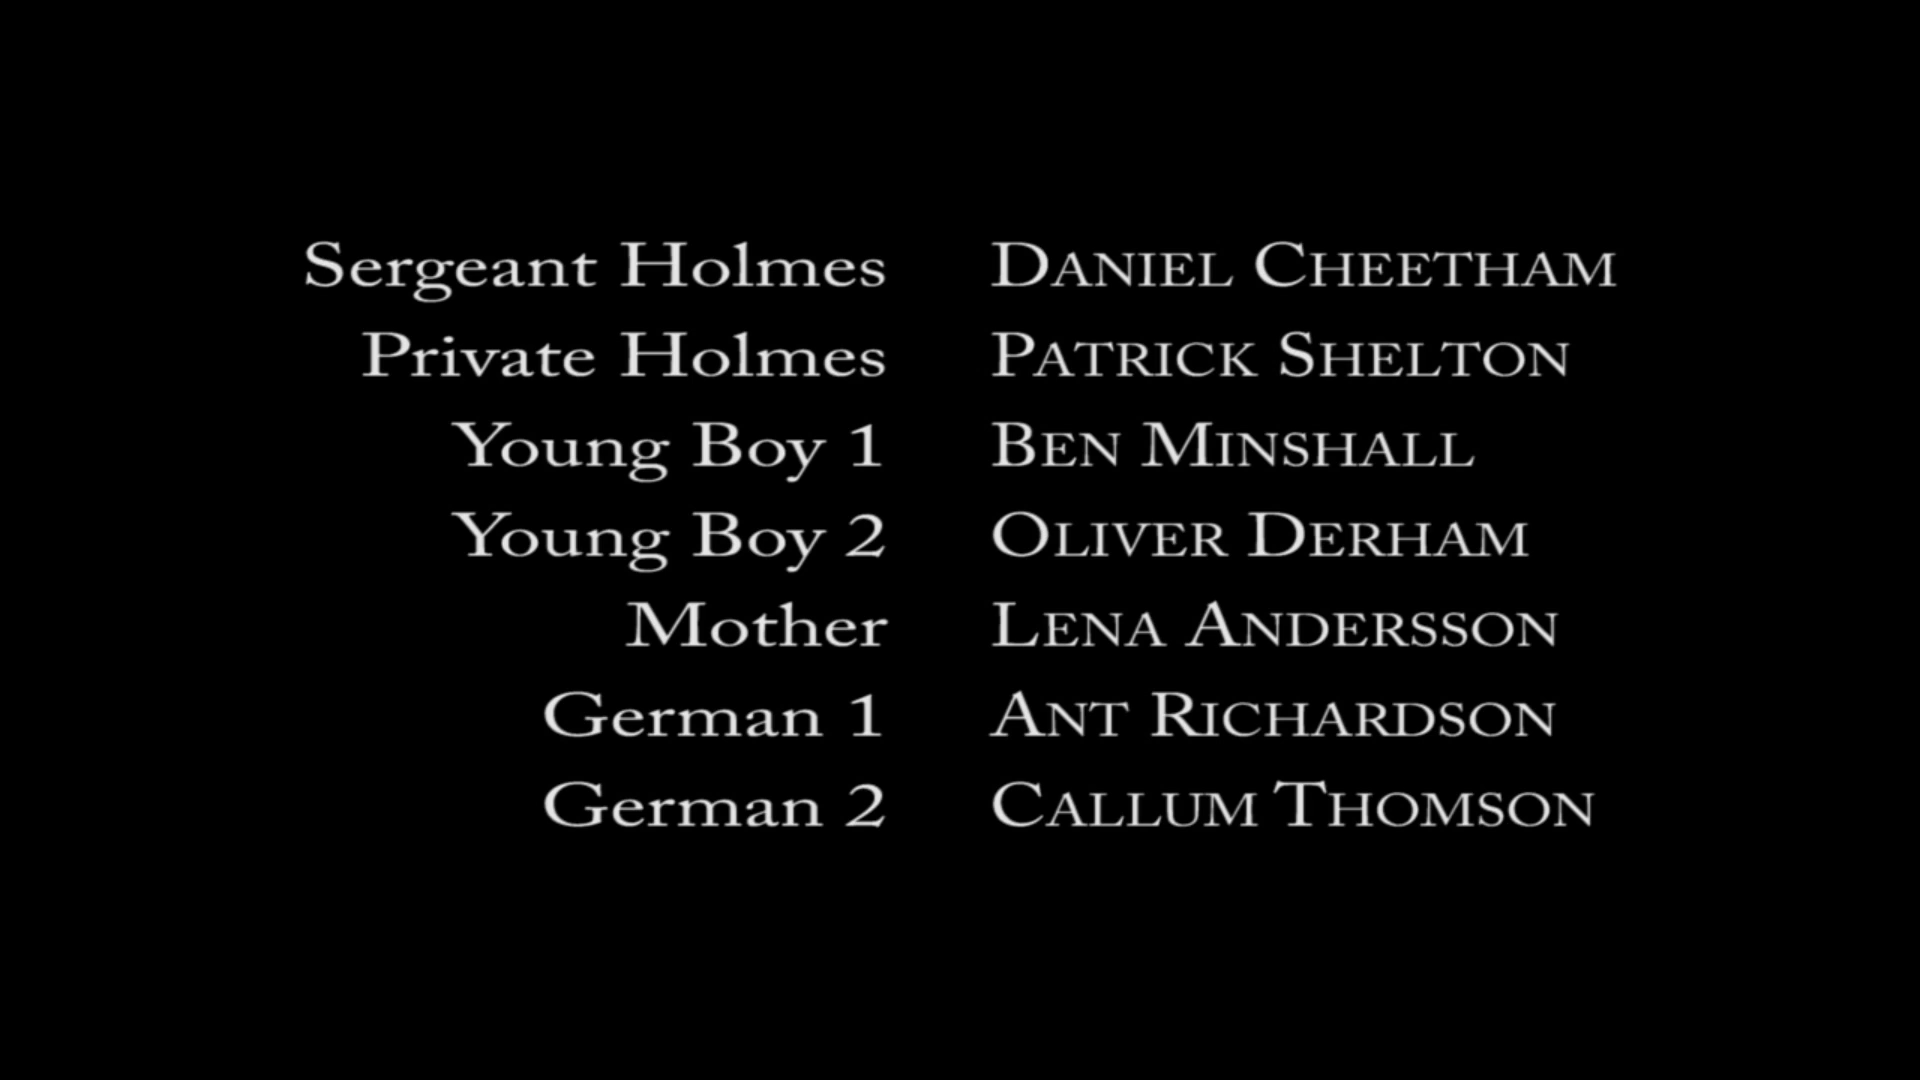 Sergeant Holmes DANIEL CHEETHAM
Private Holmes PATRICK SHELTON
Young Boy 1 BEN MINSHALL
Young Boy 2 OLIVER DERHAM
Mother LENA ANDERSSON
German 1 ANT RICHARDSON
German 2 CALLUM THOMSON